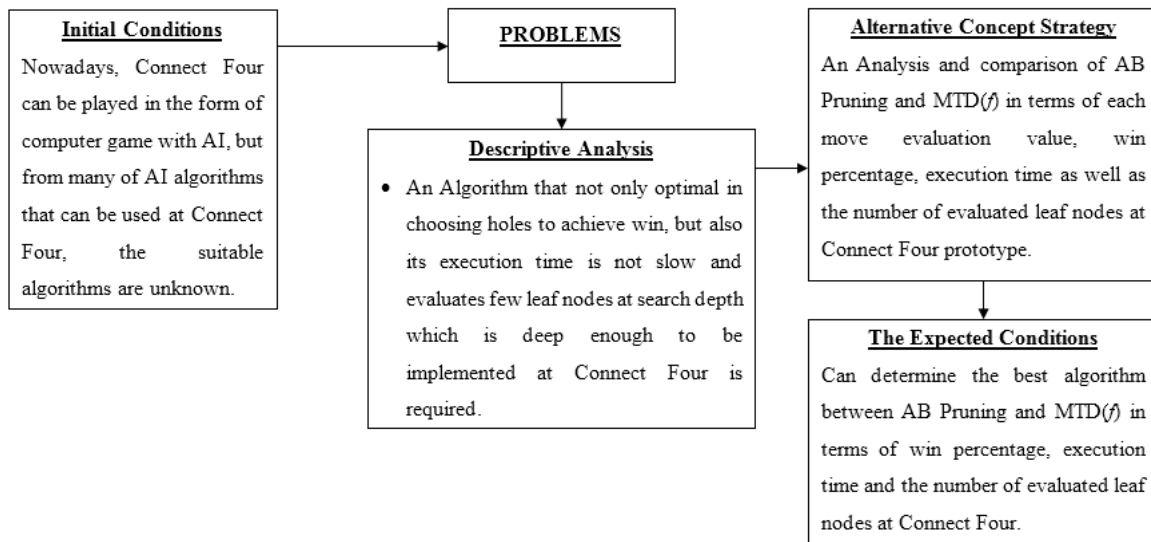 Initial Conditions
Nowadays, Connect Four
can be played in the form of
computer game with AI, but
from many of AI algorithms
that can be used at Connect
Four, the suitable
algorithms are unknown.
PROBLEMS
Descriptive Analysis
• An Algorithm that not only optimal in
choosing holes to achieve win, but also
its execution time is not slow and
evaluates few leaf nodes at search depth
which is deep enough to be
implemented at Connect Four is
required.
Alternative Concept Strategy
An Analysis and comparison of AB
Pruning and MTD(f) in terms of each
move evaluation value, win
percentage, execution time as well as
the number of evaluated leaf nodes at
Connect Four prototype.
The Expected Conditions
Can determine the best algorithm
between AB Pruning and MTD(f) in
terms of win percentage, execution
time and the number of evaluated leaf
nodes at Connect Four.